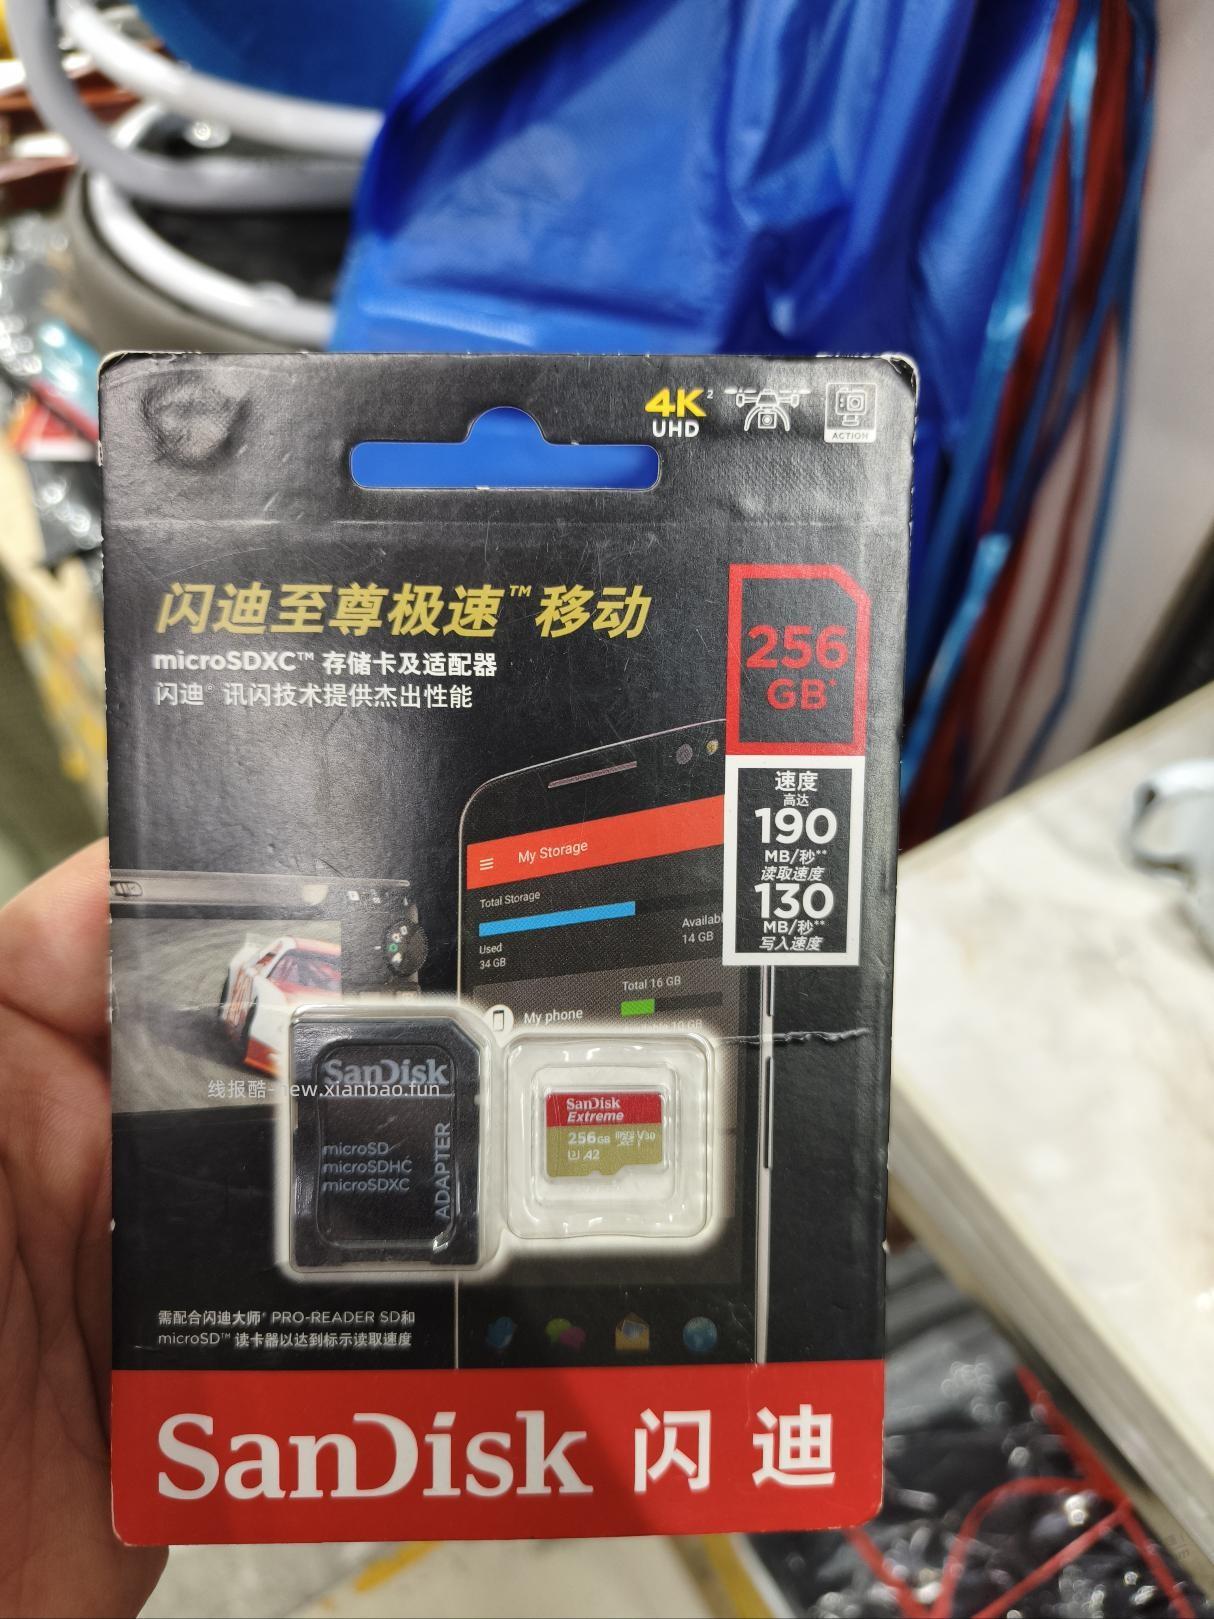 4K²
UHD
ACTION
闪迪至尊极速™ 移动
microSDXC™ 存储卡及适配器
闪迪® 讯闪技术提供杰出性能
256
GB*
速度
高达
190
MB/秒**
读取速度
130
MB/秒**
写入速度
My Storage
Total Storage
Used
34 GB
Availabl
14 GB
Total 16 GB
My phone
SanDisk
线报酷-new.xianbao.fun
microSD
microSDHC
microSDXC
ADAPTER
SanDisk
Extreme
256GB
V30
A2
需配合闪迪大师® PRO-READER SD和
microSD™ 读卡器以达到标示读取速度
SanDisk 闪迪